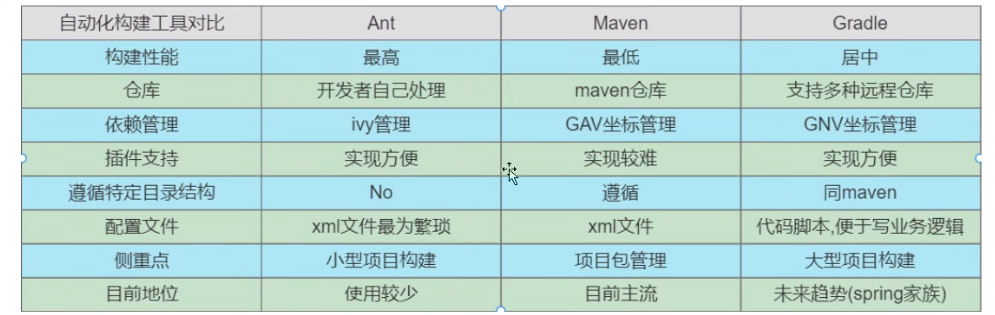 自动化构建工具对比 Ant Maven Gradle
构建性能 最高 最低 居中
仓库 开发者自己处理 maven仓库 支持多种远程仓库
依赖管理 ivy管理 GAV坐标管理 GNV坐标管理
插件支持 实现方便 实现较难 实现方便
遵循特定目录结构 No 遵循 同maven
配置文件 xml文件最为繁琐 xml文件 代码脚本,便于写业务逻辑
侧重点 小型项目构建 项目包管理 大型项目构建
目前地位 使用较少 目前主流 未来趋势(spring家族)